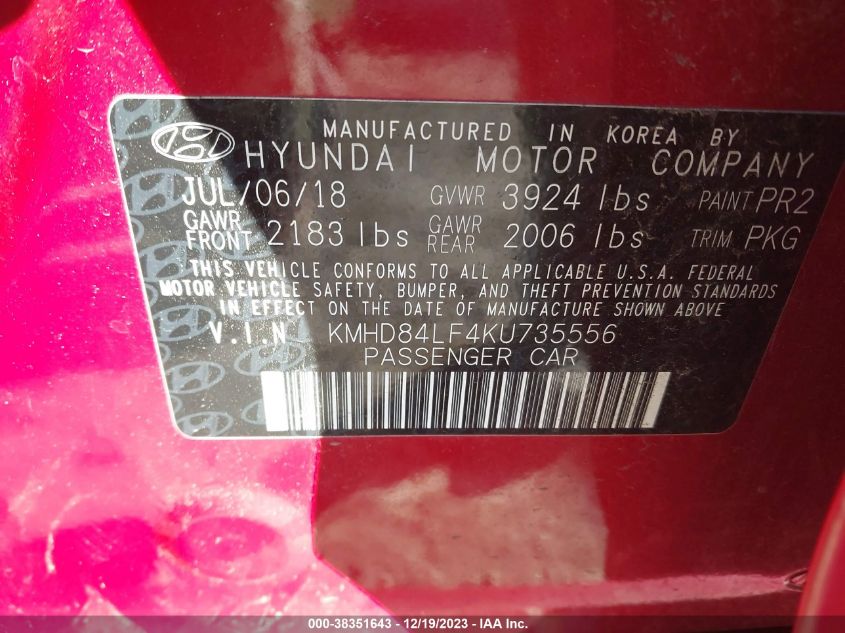 MANUFACTURED IN KOREA BY
HYUNDAI MOTOR COMPANY
JUL/06/18 GVWR 3924 lbs PAINT PR2
GAWR FRONT 2183 lbs GAWR REAR 2006 lbs TRIM PKG
THIS VEHICLE CONFORMS TO ALL APPLICABLE U.S.A. FEDERAL
MOTOR VEHICLE SAFETY, BUMPER, AND THEFT PREVENTION STANDARDS
IN EFFECT ON THE DATE OF MANUFACTURE SHOWN ABOVE
V.I.N KMHD84LF4KU735556
PASSENGER CAR
000-38351643 - 12/19/2023 - IAA Inc.